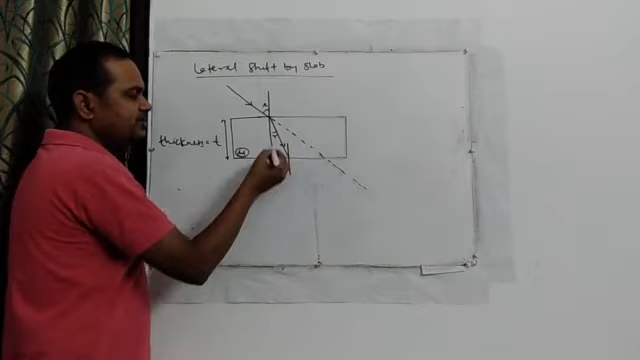 Lateral Shift by Slab
i
thickness = t
r
μ